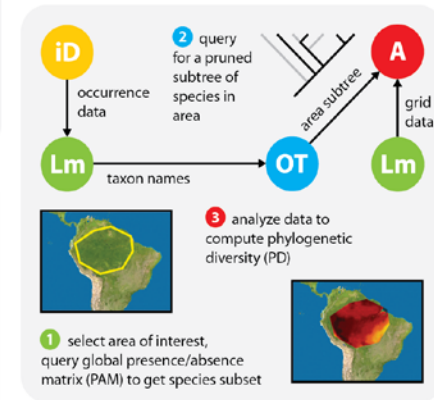 iD
2 query
for a pruned
subtree of
species in
area
A
occurrence
data
area subtree
grid
data
Lm
taxon names
OT
Lm
3 analyze data to
compute phylogenetic
diversity (PD)
1 select area of interest,
query global presence/absence
matrix (PAM) to get species subset